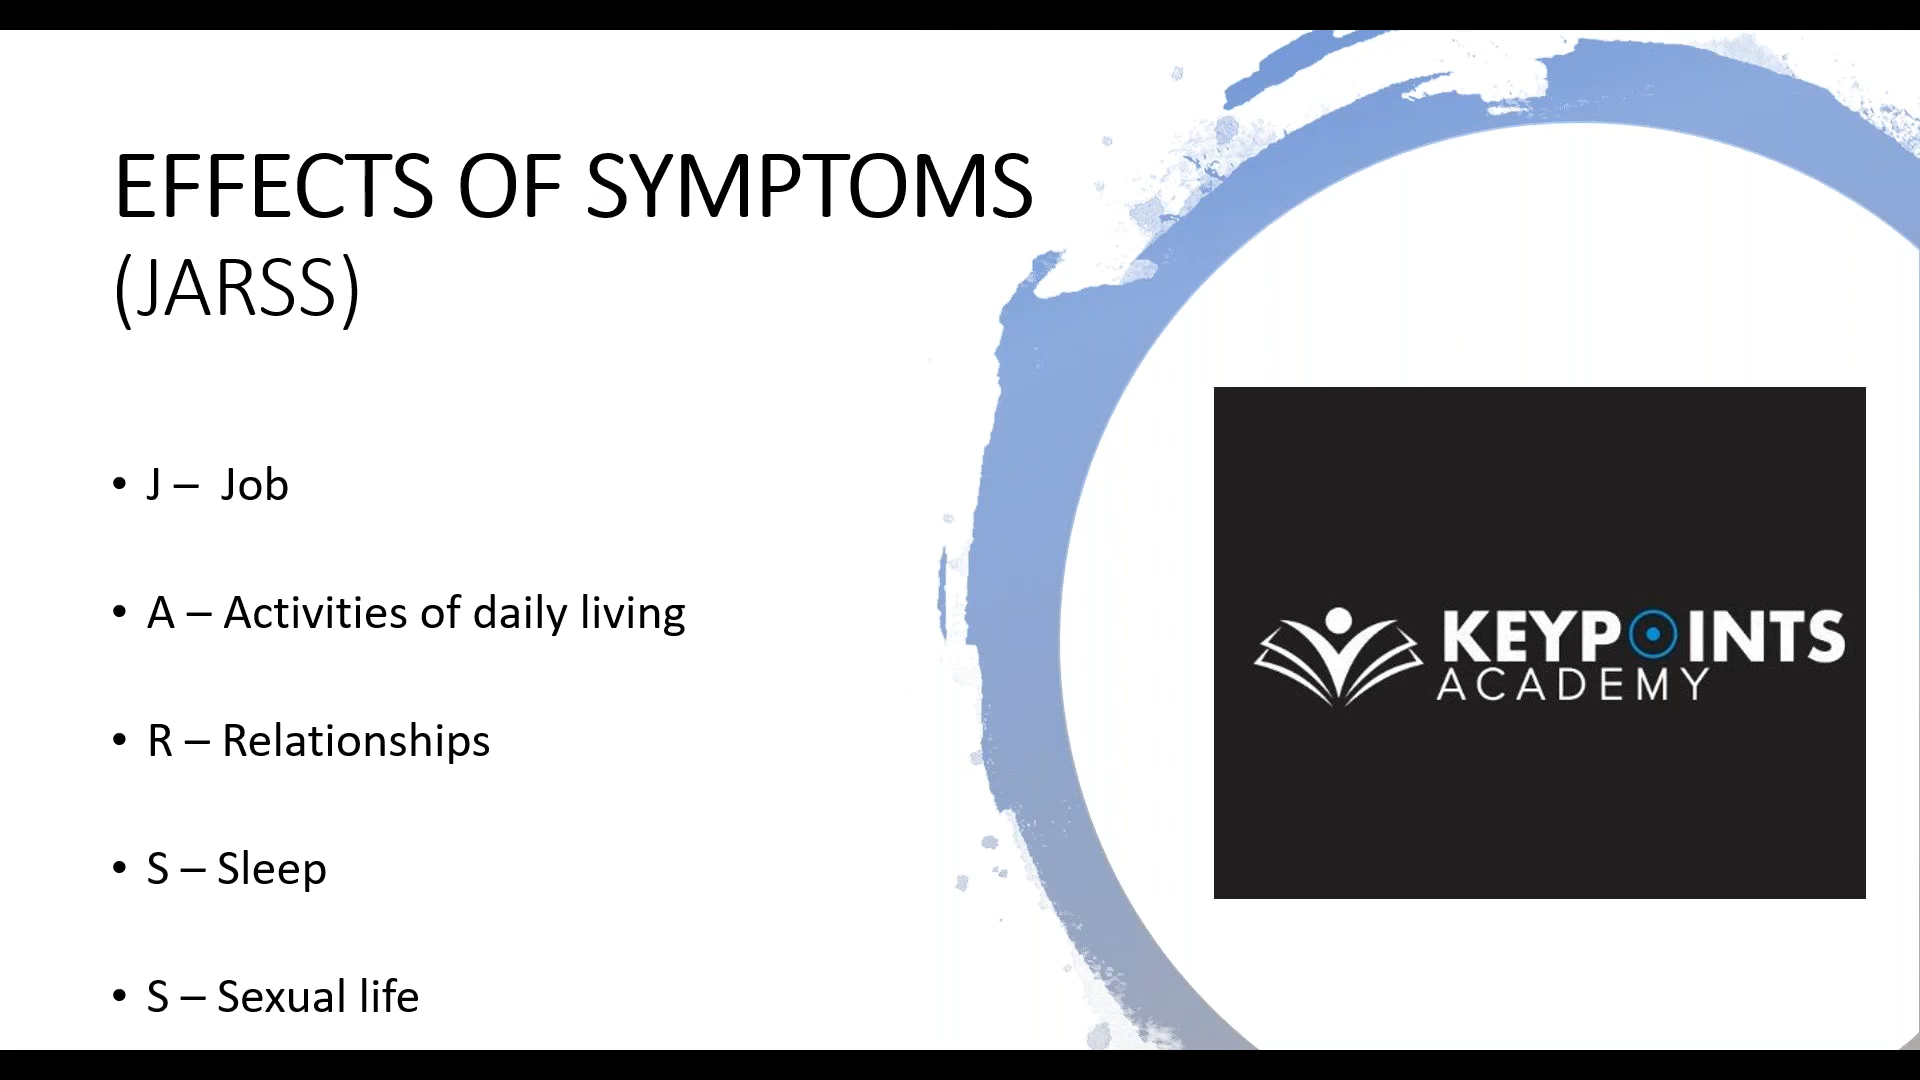 EFFECTS OF SYMPTOMS
(JARSS)
• J –  Job
• A – Activities of daily living
• R – Relationships
• S – Sleep
• S – Sexual life
KEYPOINTS
ACADEMY